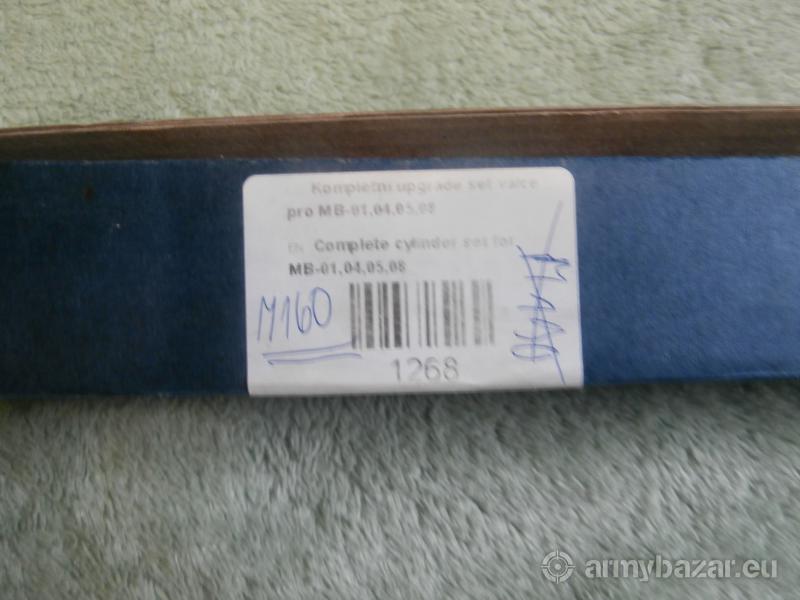 Kompletní upgrade set válce
pro MB-01,04,05,08
EN Complete cylinder set for
MB-01,04,05,08
M160
1268
armybazar.eu